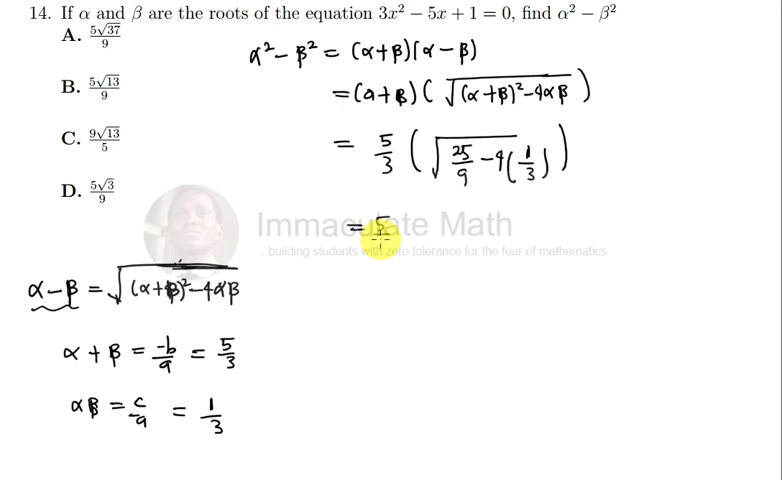 14. If α and β are the roots of the equation 3x² − 5x + 1 = 0, find α² − β²
A. 5√37/9
B. 5√13/9
C. 9√13/5
D. 5√3/9
α² − β² = (α+β)(α − β)
= (α+β)(√((α+β)² − 4αβ))
= 5/3 (√(25/9 − 4(1/3)))
= 5
Immaculate Math
..building students with zero tolerance for the fear of mathematics
α − β = √((α+β)² − 4αβ)
α + β = -b/a = 5/3
αβ = c/a = 1/3